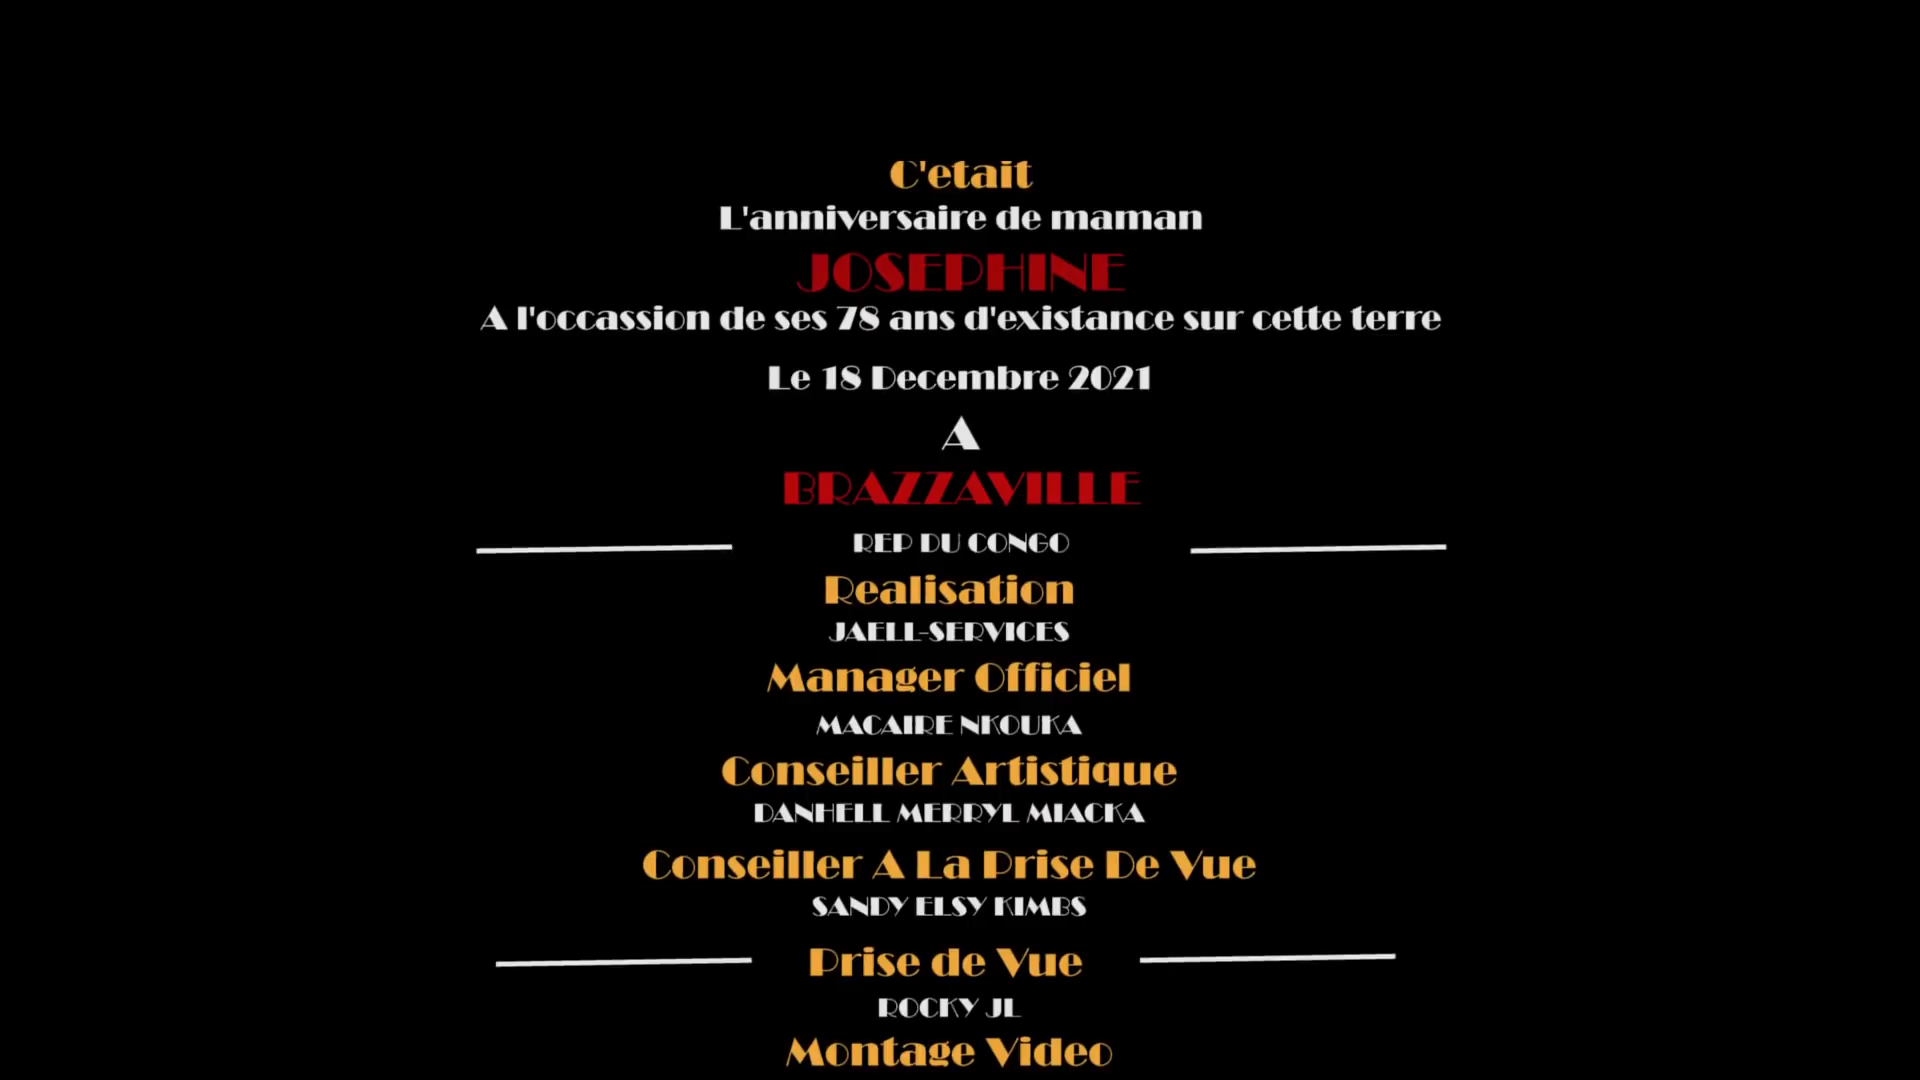 C'etait
L'anniversaire de maman
JOSEPHINE
A l'occassion de ses 78 ans d'existance sur cette terre
Le 18 Decembre 2021
A
BRAZZAVILLE
REP DU CONGO
Realisation
JAELL-SERVICES
Manager Officiel
MACAIRE NKOUKA
Conseiller Artistique
DANHELL MERRYL MIACKA
Conseiller A La Prise De Vue
SANDY ELSY KIMBS
Prise de Vue
ROCKY JL
Montage Video